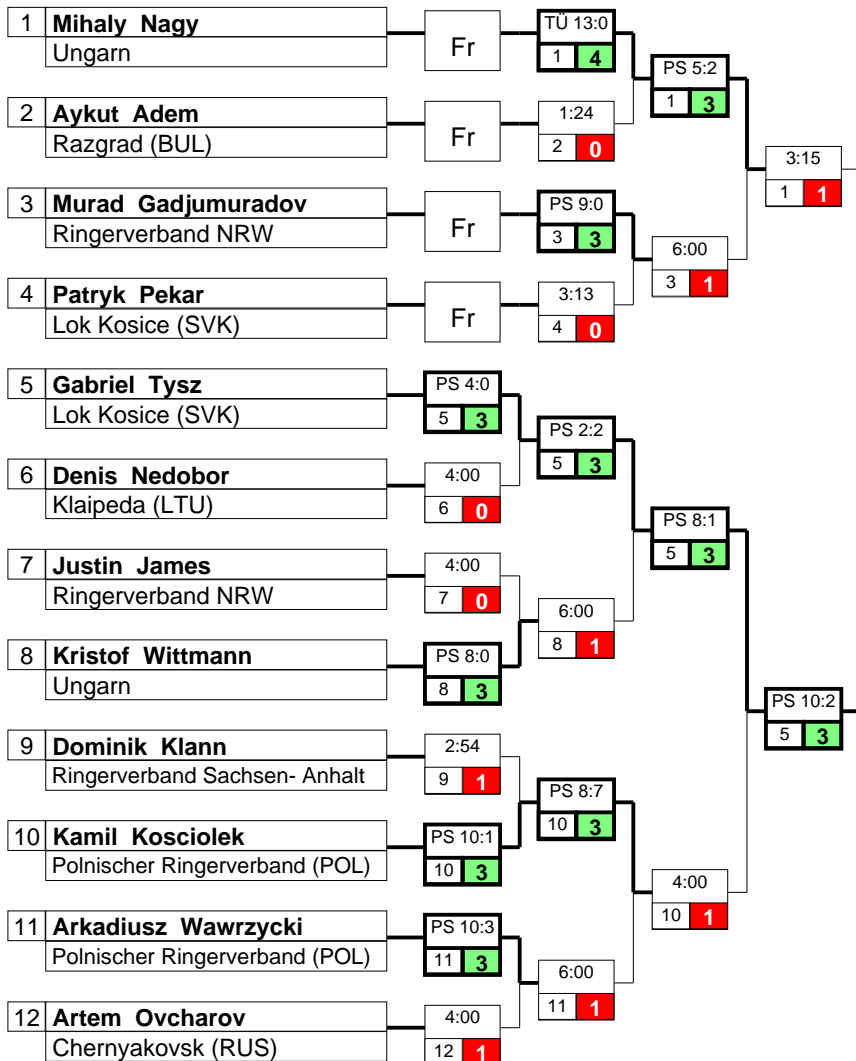 1 Mihaly Nagy
Ungarn
Fr
TÜ 13:0
1 4
PS 5:2
1 3
2 Aykut Adem
Razgrad (BUL)
Fr
1:24
2 0
3:15
1 1
3 Murad Gadjumuradov
Ringerverband NRW
Fr
PS 9:0
3 3
6:00
3 1
4 Patryk Pekar
Lok Kosice (SVK)
Fr
3:13
4 0
5 Gabriel Tysz
Lok Kosice (SVK)
PS 4:0
5 3
PS 2:2
5 3
6 Denis Nedobor
Klaipeda (LTU)
4:00
6 0
PS 8:1
5 3
7 Justin James
Ringerverband NRW
4:00
7 0
6:00
8 1
8 Kristof Wittmann
Ungarn
PS 8:0
8 3
PS 10:2
5 3
9 Dominik Klann
Ringerverband Sachsen- Anhalt
2:54
9 1
PS 8:7
10 3
10 Kamil Kosciolek
Polnischer Ringerverband (POL)
PS 10:1
10 3
4:00
10 1
11 Arkadiusz Wawrzycki
Polnischer Ringerverband (POL)
PS 10:3
11 3
6:00
11 1
12 Artem Ovcharov
Chernyakovsk (RUS)
4:00
12 1